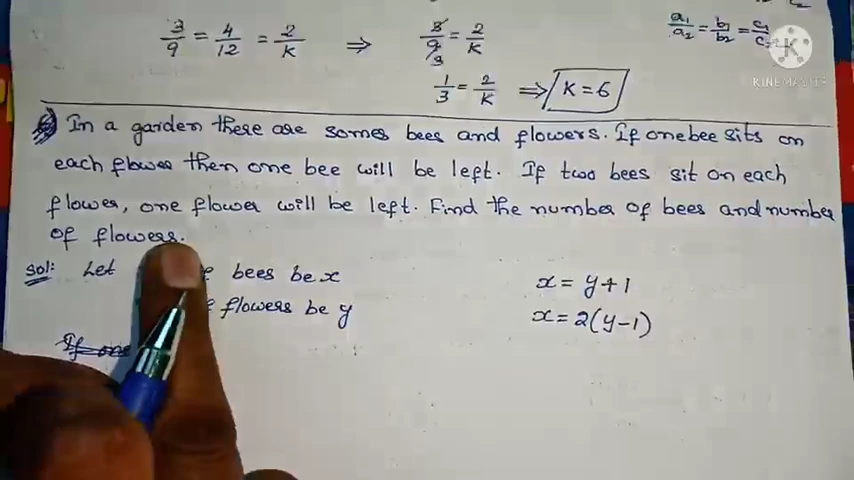 3/9 = 4/12 = 2/K ⇒ 3/9 = 2/K
a1/a2 = b1/b2 = c1/c2
KINEMASTER
3
1/3 = 2/K ⇒ K = 6
In a garden there are somes bees and flowers. If one bee sits on
each flower then one bee will be left. If two bees sit on each
flower, one flower will be left. Find the number of bees and number
of flowers.
Sol: Let bees be x
flowers be y
x = y+1
x = 2(y-1)
If one